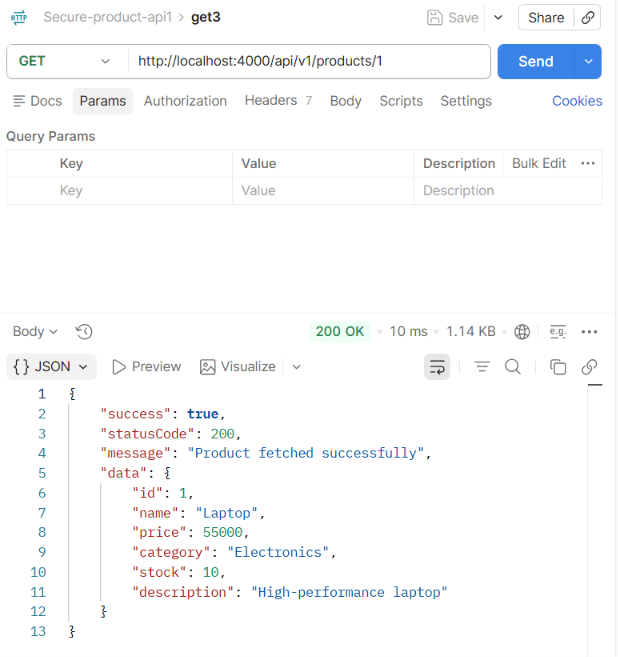 HTTP Secure-product-api1 > get3 Save Share
GET http://localhost:4000/api/v1/products/1 Send
Docs Params Authorization Headers 7 Body Scripts Settings Cookies
Query Params
Key Value Description Bulk Edit ···
Key Value Description
Body 200 OK • 10 ms • 1.14 KB • e.g. ···
{} JSON Preview Visualize
1 {
2 "success": true,
3 "statusCode": 200,
4 "message": "Product fetched successfully",
5 "data": {
6 "id": 1,
7 "name": "Laptop",
8 "price": 55000,
9 "category": "Electronics",
10 "stock": 10,
11 "description": "High-performance laptop"
12 }
13 }